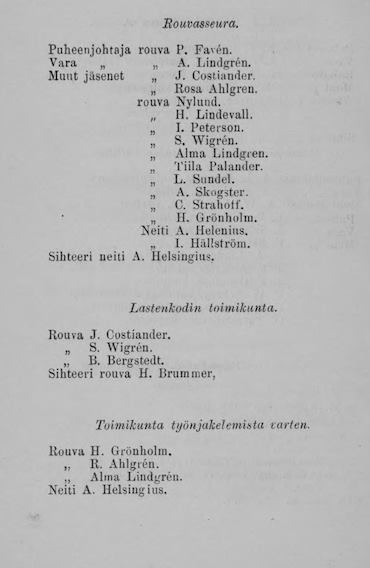 Rouvasseura.
Puheenjohtaja rouva P. Favén.
Vara „ „ A. Lindgrén.
Muut jäsenet „ J. Costiander.
„ Rosa Ahlgren.
rouva Nylund.
„ H. Lindevall.
„ I. Peterson.
„ S. Wigrén.
„ Alma Lindgren.
„ Tiila Palander.
„ L. Sundel.
„ A. Skogster.
„ C. Strahoff.
„ H. Grönholm.
Neiti A. Helenius.
„ I. Hällström.
Sihteeri neiti A. Helsingius.
Lastenkodin toimikunta.
Rouva J. Costiander.
„ S. Wigrén.
„ B. Bergstedt.
Sihteeri rouva H. Brummer,
Toimikunta työnjakelemista varten.
Rouva H. Grönholm.
„ R. Ahlgrén.
„ Alma Lindgrén.
Neiti A. Helsingius.